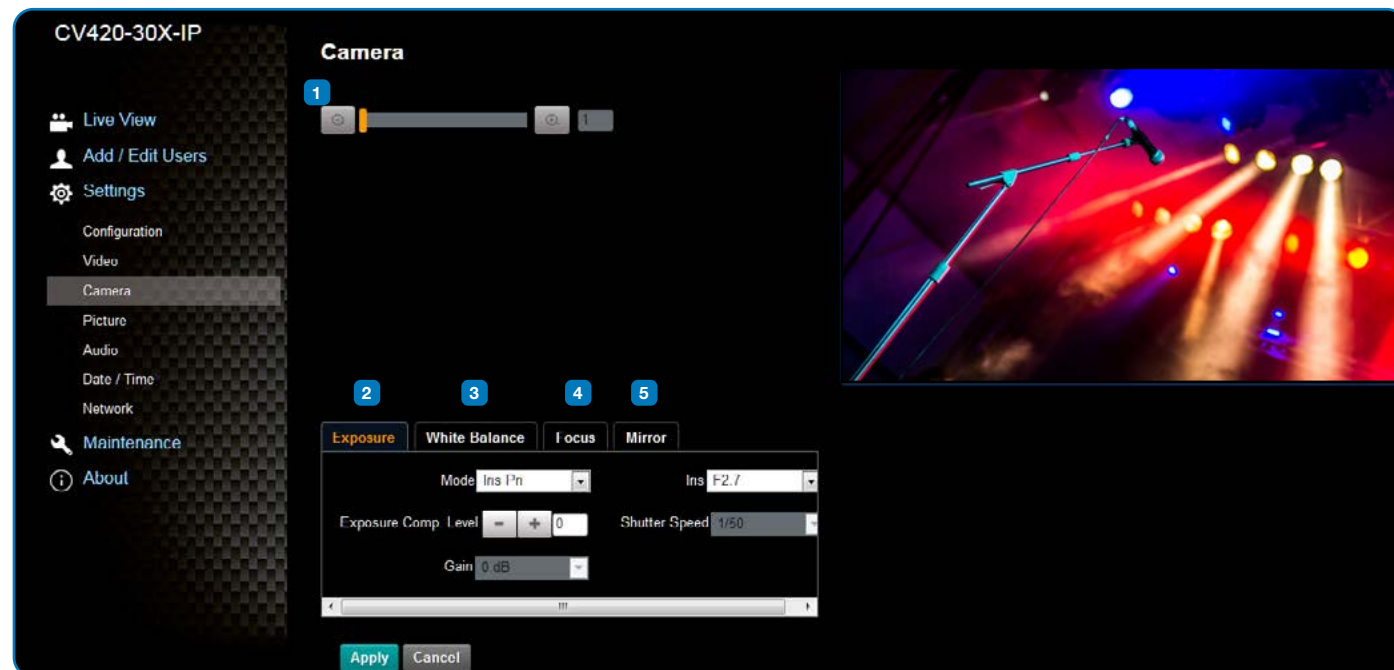 CV420-30X-IP
Camera
1
1
Live View
Add / Edit Users
Settings
Configuration
Video
Camera
Picture
Audio
Date / Time
Network
Maintenance
About
2 3 4 5
Exposure White Balance Focus Mirror
Mode Iris Pri Iris F2.7
Exposure Comp. Level - + 0 Shutter Speed 1/50
Gain 0 dB
Apply Cancel